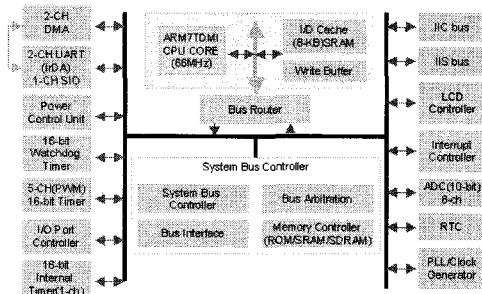 2-CH
DMA
2-CH UART
(IrDA)
1-CH SIO
Power
Control Unit
16-bit
Watchdog
Timer
5-CH(PWM)
16-bit Timer
I/O Port
Controller
16-bit
Internal
Timer(1-ch)
ARM7TDMI
CPU CORE
(66MHz)
I/D Cache
(8-KB)SRAM
Write Buffer
Bus Router
System Bus Controller
System Bus
Controller
Bus Arbitration
Bus Interface
Memory Controller
(ROM/SRAM/SDRAM)
IIC bus
IIS bus
LCD
Controller
Interrupt
Controller
ADC(10-bit)
8-ch
RTC
PLL/Clock
Generator